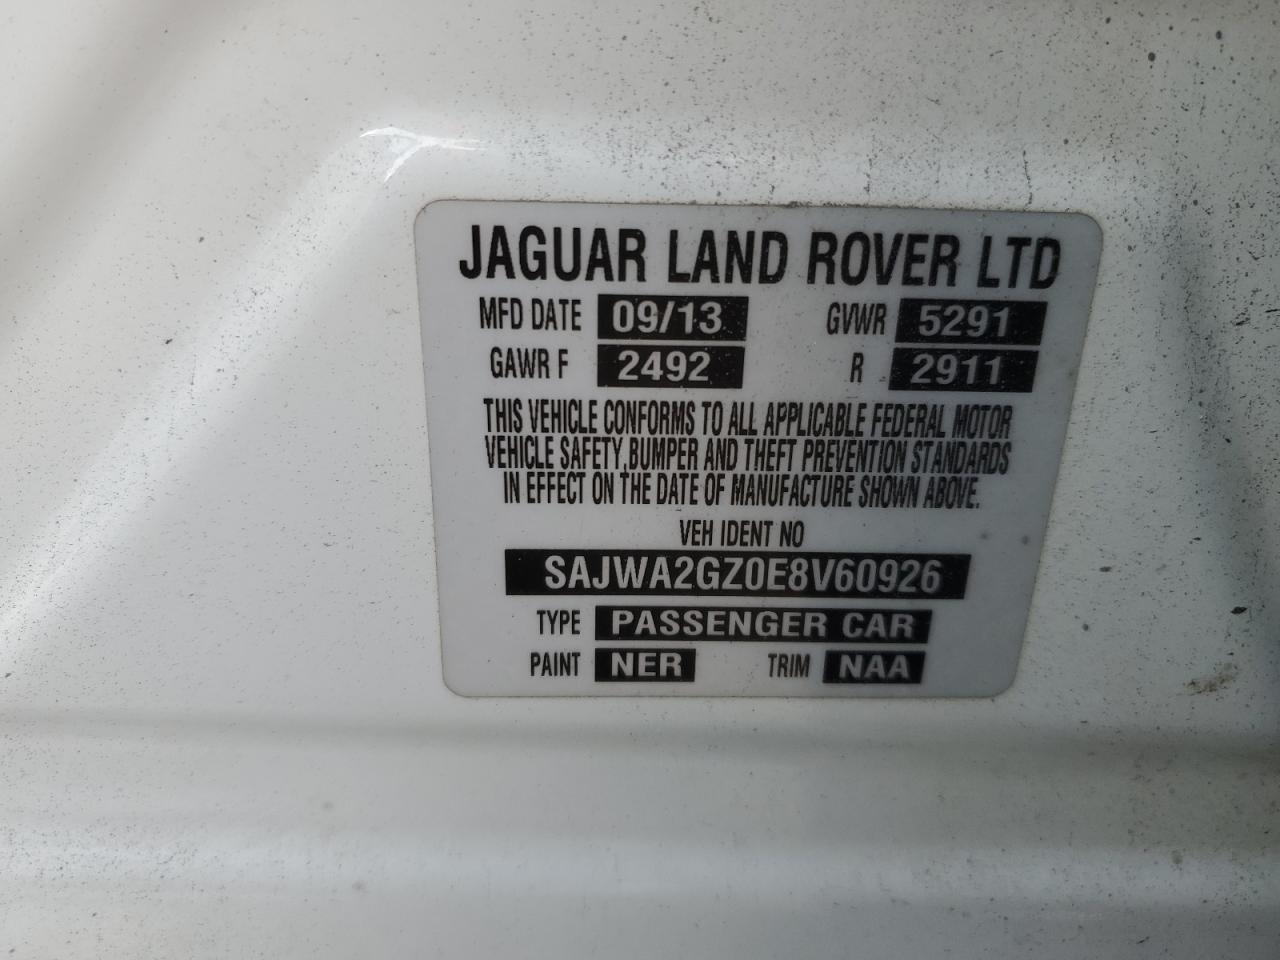 JAGUAR LAND ROVER LTD
MFD DATE 09/13 GVWR 5291
GAWR F 2492 R 2911
THIS VEHICLE CONFORMS TO ALL APPLICABLE FEDERAL MOTOR
VEHICLE SAFETY,BUMPER AND THEFT PREVENTION STANDARDS
IN EFFECT ON THE DATE OF MANUFACTURE SHOWN ABOVE.
VEH IDENT NO
SAJWA2GZ0E8V60926
TYPE PASSENGER CAR
PAINT NER TRIM NAA